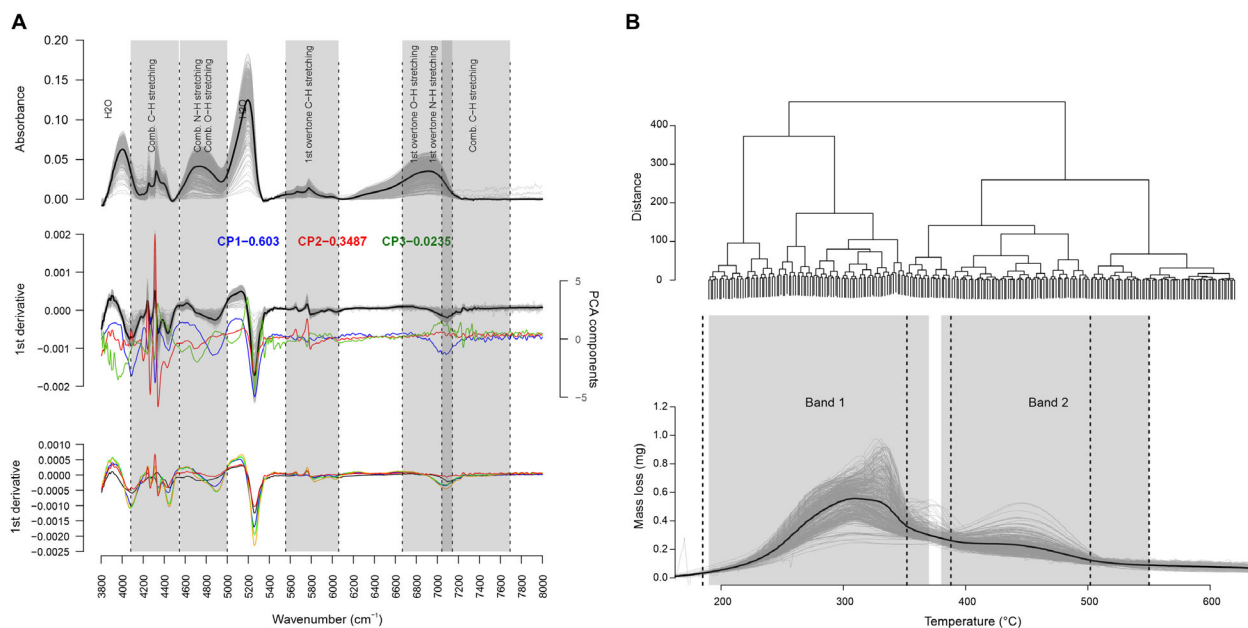 A
0.20
0.15
0.10
0.05
0.00
Absorbance
H2O
Comb. C−H stretching
Comb. N−H stretching
Comb. O−H stretching
H2O
1st overtone C−H stretching
1st overtone O−H stretching
1st overtone N−H stretching
Comb. C−H stretching
CP1−0.603
CP2−0.3487
CP3−0.0235
0.002
0.001
0.000
−0.001
−0.002
1st derivative
5
0
−5
PCA components
0.0010
0.0005
0.0000
−0.0005
−0.0010
−0.0015
−0.0020
−0.0025
1st derivative
3800
4000
4200
4400
4600
4800
5000
5200
5400
5600
5800
6000
6200
6400
6600
6800
7000
7200
7400
7600
7800
8000
Wavenumber (cm⁻¹)
B
400
300
200
100
0
Distance
Band 1
Band 2
1.2
1.0
0.8
0.6
0.4
0.2
0.0
Mass loss (mg)
200
300
400
500
600
Temperature (°C)